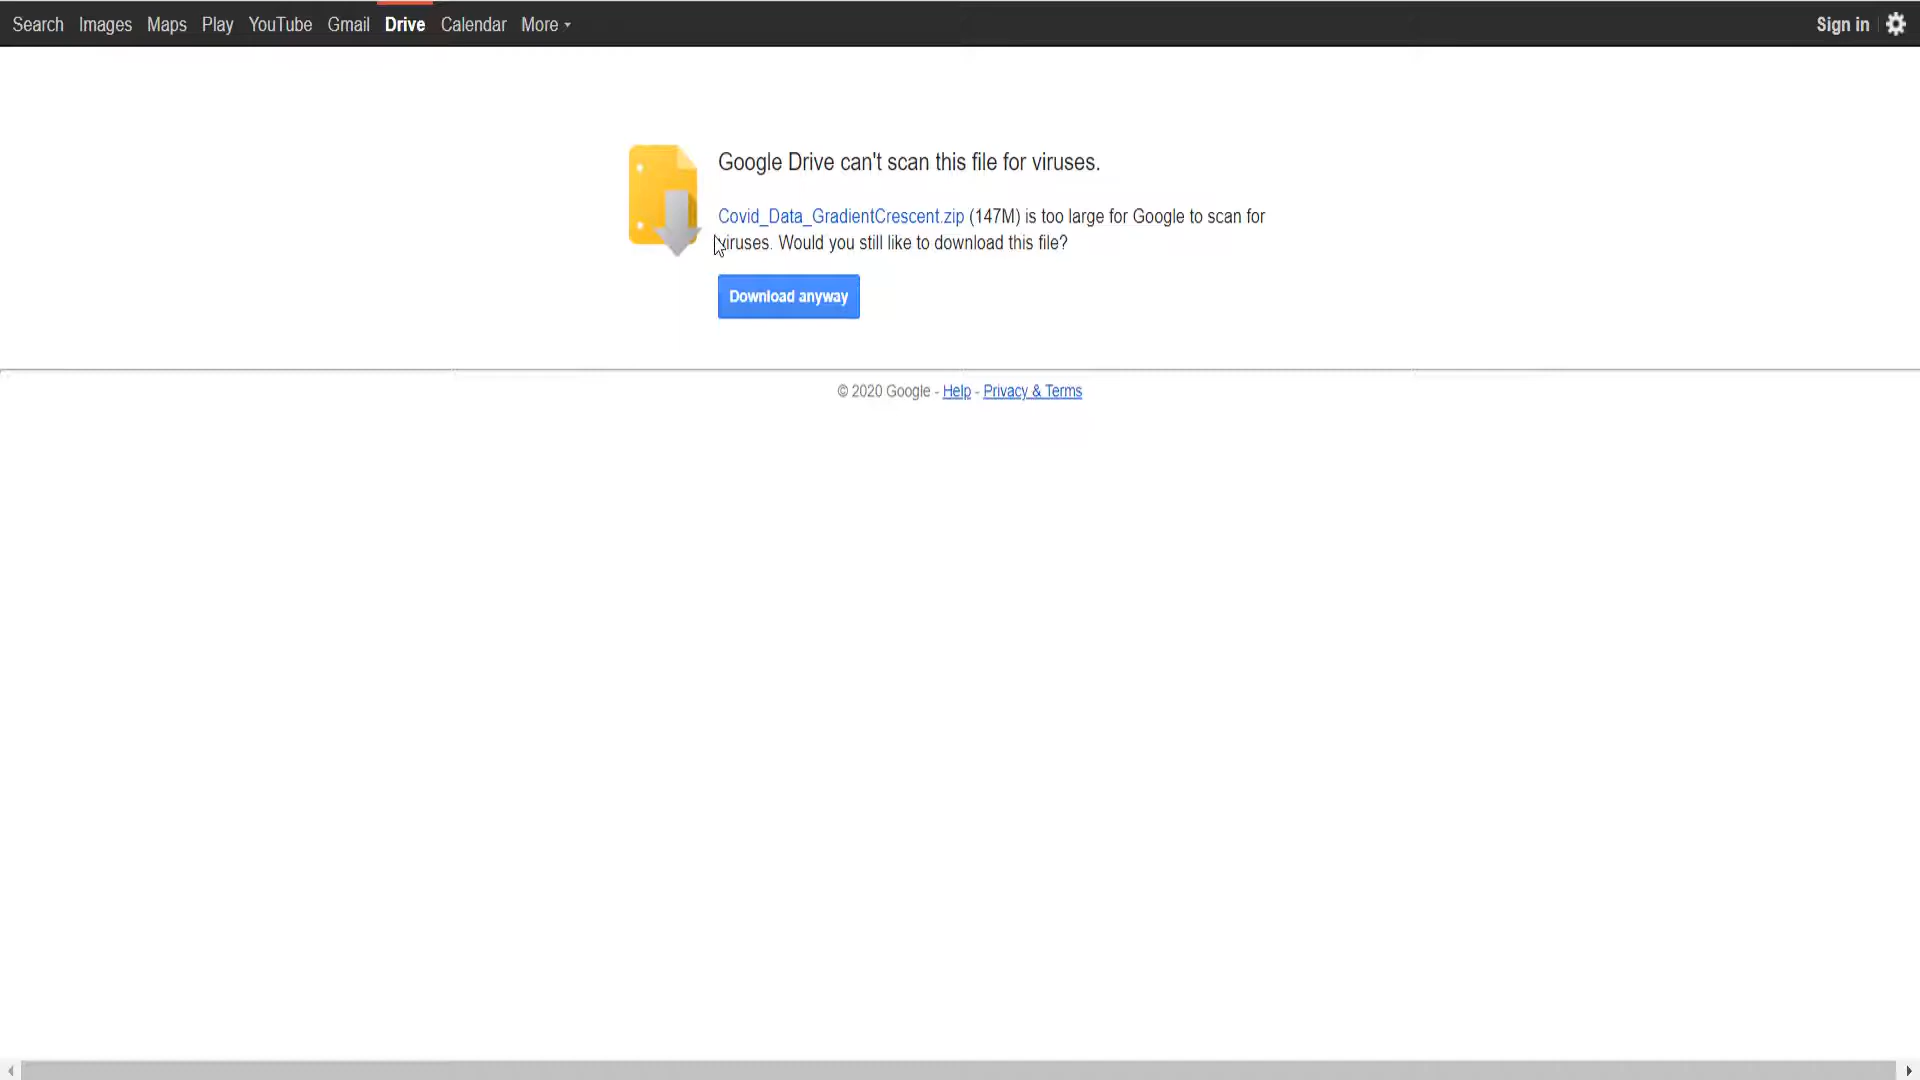 Search Images Maps Play YouTube Gmail Drive Calendar More Sign in
Google Drive can't scan this file for viruses.
Covid_Data_GradientCrescent.zip (147M) is too large for Google to scan for
viruses. Would you still like to download this file?
Download anyway
© 2020 Google - Help - Privacy & Terms